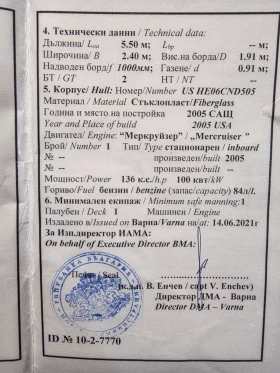 4. Технически данни / Technical data:
Дължина/ Loa 5.50 м; Lbp -- м;
Широчина/ B 2.40 м; Вис.на борда/D 1.91 м;
Надводен борд/f 1000мм; Газене/ d 0.91 м;
БТ / GT 2 НТ / NT --
5. Корпус/ Hull: Номер/Number US HE06CND505
Материал / Material Стъклопласт/Fiberglass
Година и място на постройка 2005 САЩ
Year and Place of build 2005 USA
Двигател/ Engine: “Меркруйзер” / „Mercruiser "
Брой/ Number 1 Тип/ Type стационарен / inboard
№ -- произведен/ built 2005
№ -- произведен/ built --
Мощност/Power 136 к.с./hp 100 квт/kW
Гориво/Fuel бензин / benzine (запас/capacity) 84л/l.
6. Минимален екипаж / Minimum safe manning:1
Палубен / Deck 1 Машинен / Engine --
Издадено в/Issued on Варна/Varna на/at 14.06.2021г
За Изп.директор ИАМА:
On behalf of Executive Director BMA:
Печат / Seal
(к.д.п. В. Енчев / capt V. Enchev)
Директор ДМА - Варна
Director DMA – Varna
РЕПУБЛИКА БЪЛГАРИЯ
ID № 10-2-7770